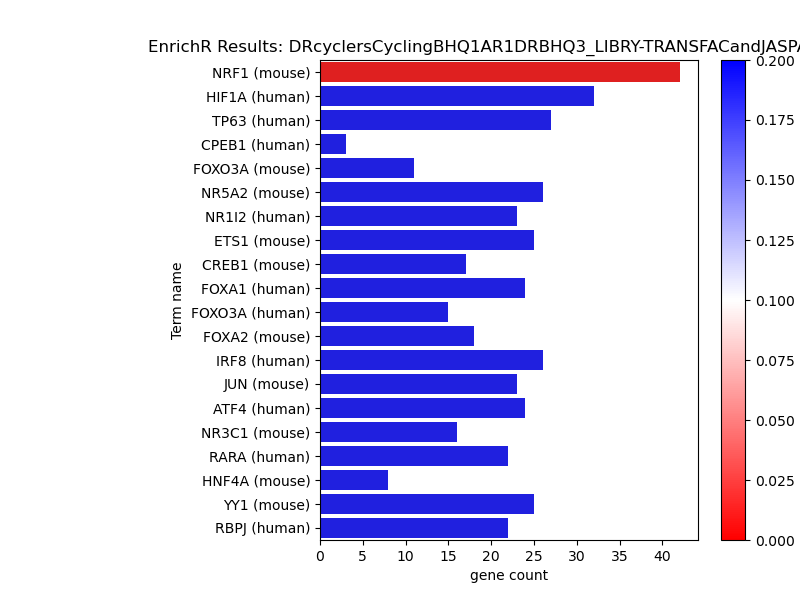 EnrichR Results: DRcyclersCyclingBHQ1AR1DRBHQ3_LIBRY-TRANSFACandJASPA
NRF1 (mouse)
HIF1A (human)
TP63 (human)
CPEB1 (human)
FOXO3A (mouse)
NR5A2 (mouse)
NR1I2 (human)
ETS1 (mouse)
CREB1 (mouse)
FOXA1 (human)
FOXO3A (human)
FOXA2 (mouse)
IRF8 (human)
JUN (mouse)
ATF4 (human)
NR3C1 (mouse)
RARA (human)
HNF4A (mouse)
YY1 (mouse)
RBPJ (human)
Term name
0 5 10 15 20 25 30 35 40
gene count
0.200
0.175
0.150
0.125
0.100
0.075
0.050
0.025
0.000